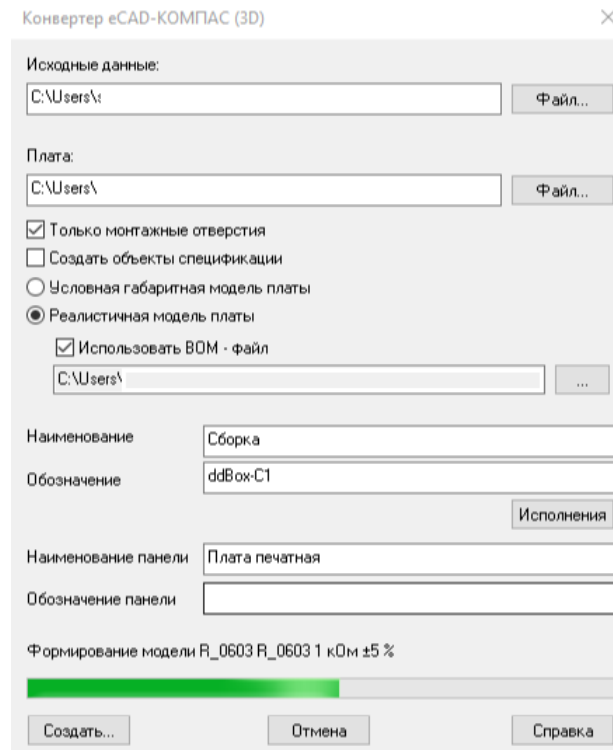 Конвертер eCAD-КОМПАС (3D)
Исходные данные:
C:\Users\
Файл...
Плата:
C:\Users\
Файл...
Только монтажные отверстия
Создать объекты спецификации
Условная габаритная модель платы
Реалистичная модель платы
Использовать BOM - файл
C:\Users\
...
Наименование
Сборка
Обозначение
ddBox-C1
Исполнения
Наименование панели
Плата печатная
Обозначение панели
Формирование модели R_0603 R_0603 1 кОм ±5 %
Создать...
Отмена
Справка